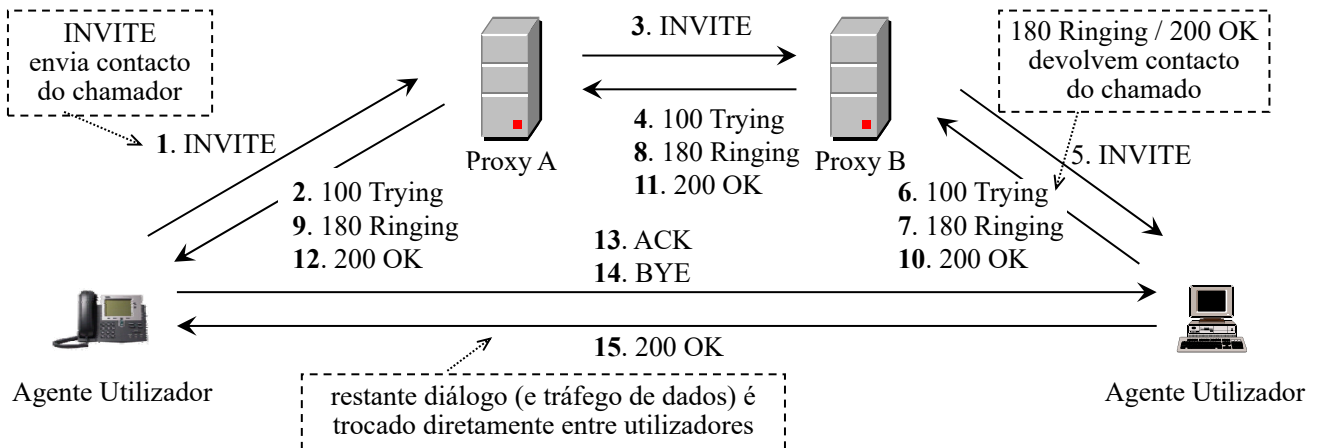 INVITE
envia contacto
do chamador
1. INVITE
Proxy A
3. INVITE
4. 100 Trying
8. 180 Ringing
11. 200 OK
Proxy B
180 Ringing / 200 OK
devolvem contacto
do chamado
5. INVITE
2. 100 Trying
9. 180 Ringing
12. 200 OK
6. 100 Trying
7. 180 Ringing
10. 200 OK
13. ACK
14. BYE
15. 200 OK
Agente Utilizador
Agente Utilizador
restante diálogo (e tráfego de dados) é
trocado diretamente entre utilizadores